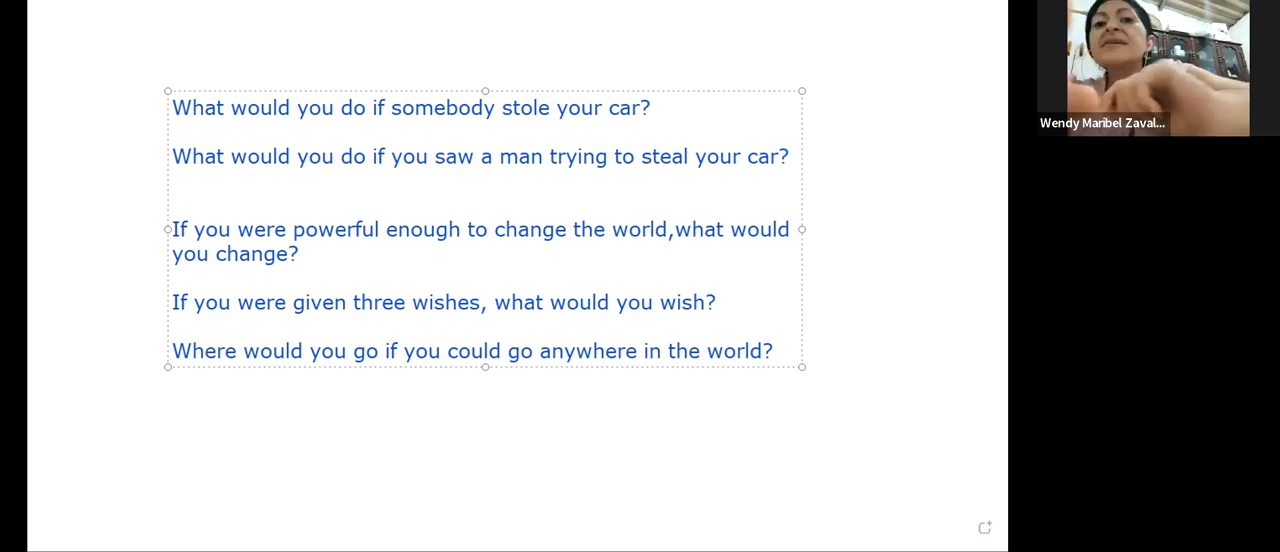 What would you do if somebody stole your car?
What would you do if you saw a man trying to steal your car?
If you were powerful enough to change the world,what would
you change?
If you were given three wishes, what would you wish?
Where would you go if you could go anywhere in the world?
Wendy Maribel Zaval...